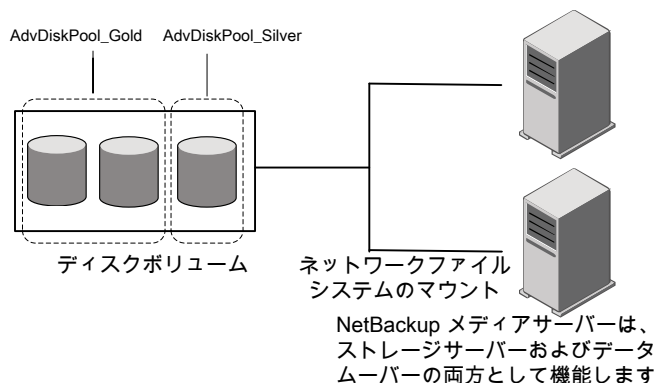 AdvDiskPool_Gold
AdvDiskPool_Silver
ディスクボリューム
ネットワークファイル
システムのマウント
NetBackup メディアサーバーは、
ストレージサーバーおよびデータ
ムーバーの両方として機能します